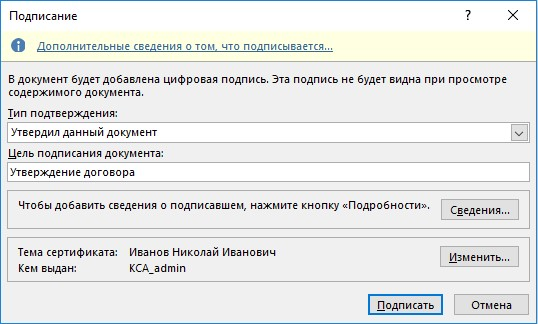 Подписание
?
Дополнительные сведения о том, что подписывается...
В документ будет добавлена цифровая подпись. Эта подпись не будет видна при просмотре
содержимого документа.
Тип подтверждения:
Утвердил данный документ
Цель подписания документа:
Утверждение договора
Чтобы добавить сведения о подписавшем, нажмите кнопку «Подробности».
Сведения...
Тема сертификата: Иванов Николай Иванович
Изменить...
Кем выдан: KCA_admin
Подписать
Отмена